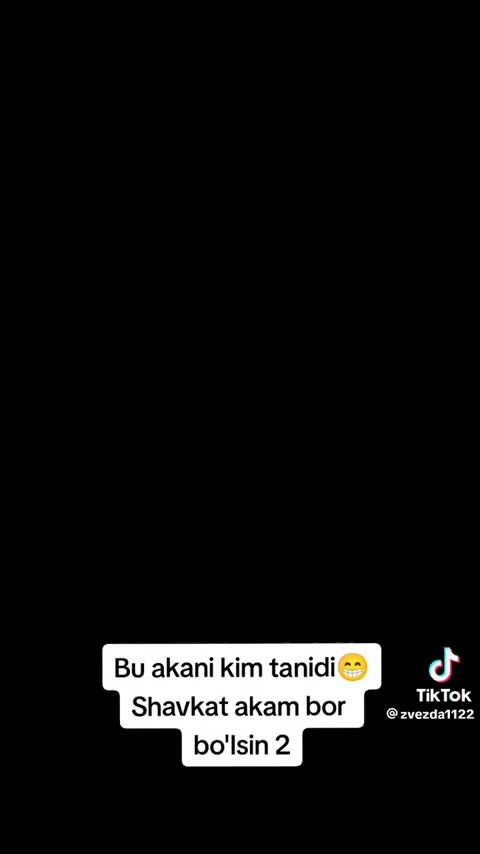 Bu akani kim tanidi😁
Shavkat akam bor
bo'lsin 2
TikTok
@zvezda1122